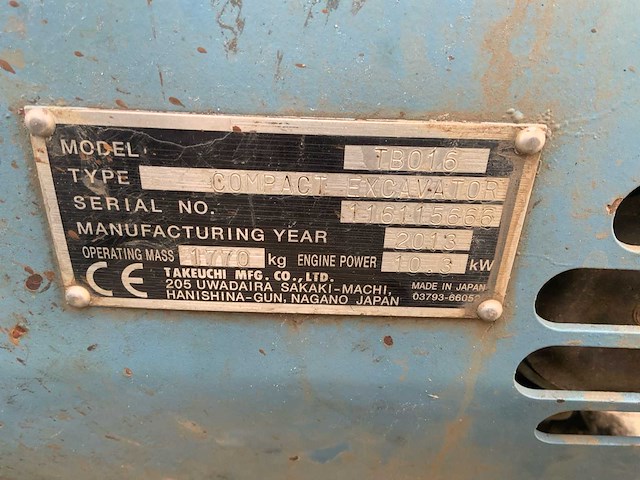 MODEL TB016
TYPE COMPACT EXCAVATOR
SERIAL NO. 116115666
MANUFACTURING YEAR 2013
OPERATING MASS 1770 kg ENGINE POWER 10.3 kW
CE TAKEUCHI MFG. CO., LTD.
205 UWADAIRA SAKAKI-MACHI, MADE IN JAPAN
HANISHINA-GUN, NAGANO JAPAN